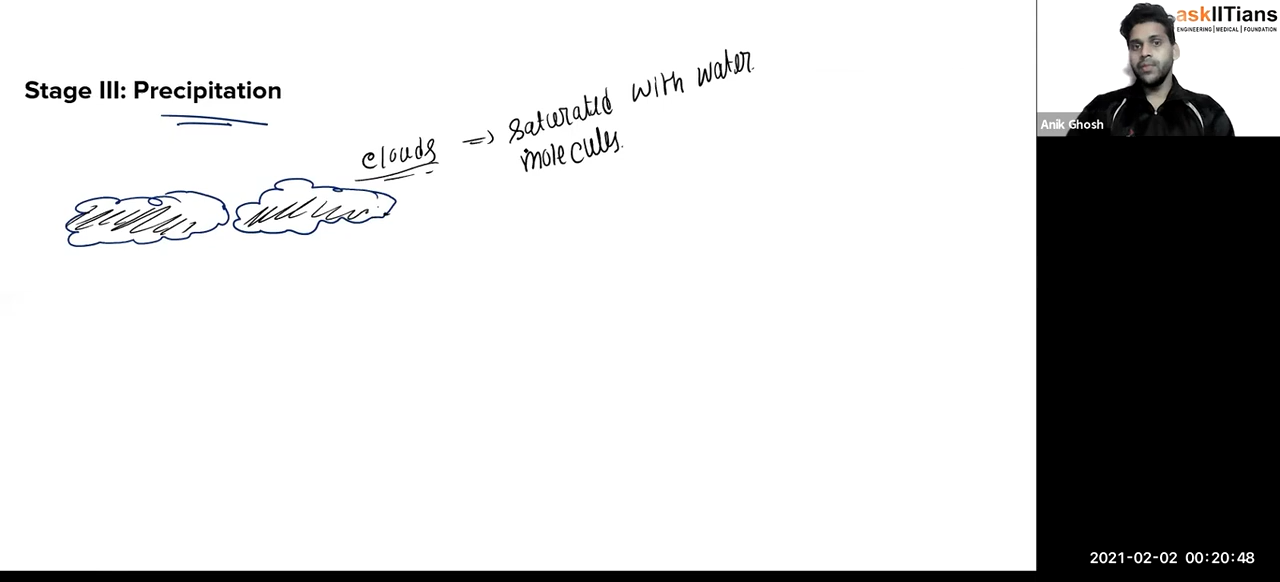 askIITians
ENGINEERING | MEDICAL | FOUNDATION
Stage III: Precipitation
clouds => saturated with water
molecules.
Anik Ghosh
2021-02-02 00:20:48